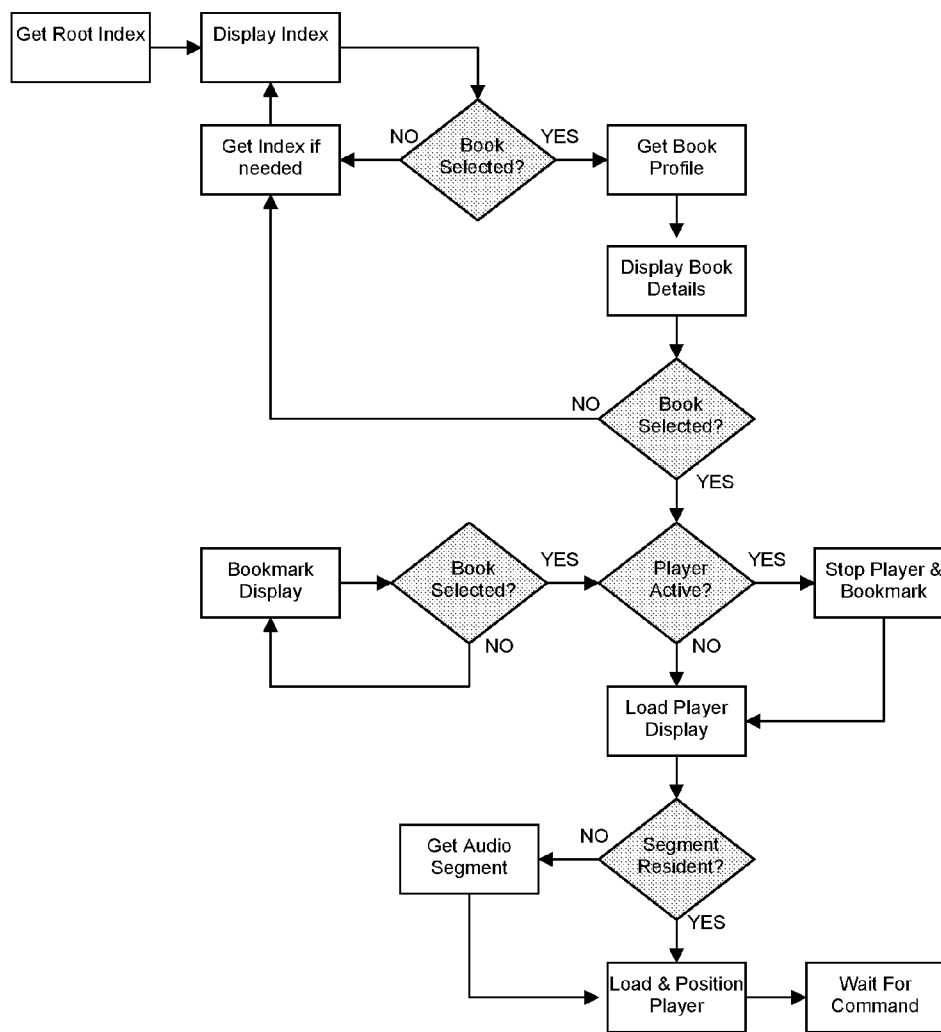 Get Root Index
Display Index
NO
YES
Get Index if
needed
Book
Selected?
Get Book
Profile
Display Book
Details
NO
Book
Selected?
YES
Bookmark
Display
Book
Selected?
YES
NO
Player
Active?
YES
NO
Stop Player &
Bookmark
Load Player
Display
Get Audio
Segment
NO
Segment
Resident?
YES
Load & Position
Player
Wait For
Command